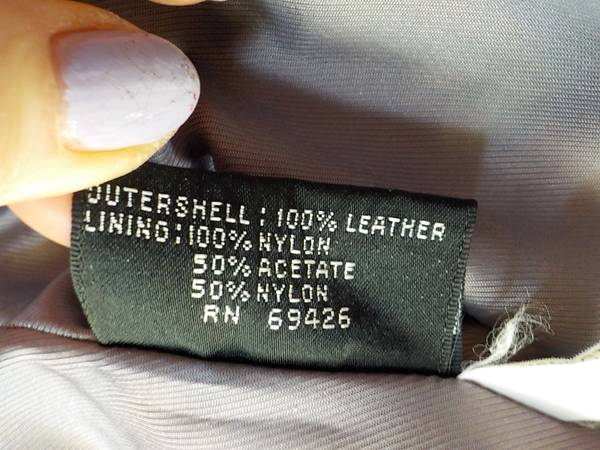 OUTERSHELL: 100% LEATHER
LINING: 100% NYLON
50% ACETATE
50% NYLON
RN 69426